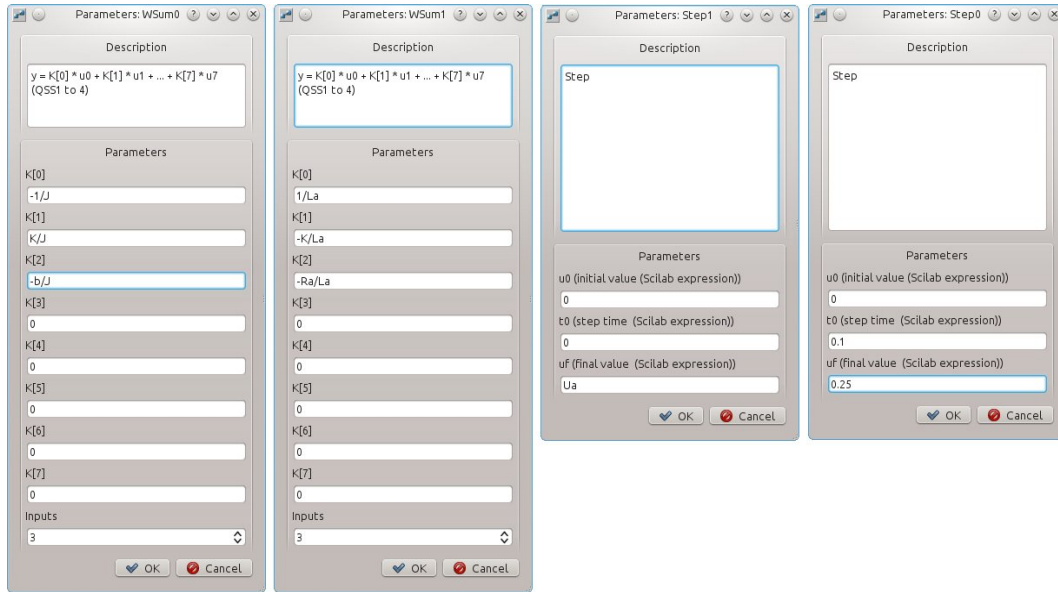 Parameters: WSum0
Description
y = K[0] * u0 + K[1] * u1 + ... + K[7] * u7
(QSS1 to 4)
Parameters
K[0]
-1/J
K[1]
K/J
K[2]
-b/J
K[3]
0
K[4]
0
K[5]
0
K[6]
0
K[7]
0
Inputs
3
OK
Cancel
Parameters: WSum1
Description
y = K[0] * u0 + K[1] * u1 + ... + K[7] * u7
(QSS1 to 4)
Parameters
K[0]
1/La
K[1]
-K/La
K[2]
-Ra/La
K[3]
0
K[4]
0
K[5]
0
K[6]
0
K[7]
0
Inputs
3
OK
Cancel
Parameters: Step1
Description
Step
Parameters
u0 (initial value (Scilab expression))
0
t0 (step time (Scilab expression))
0
uf (final value (Scilab expression))
Ua
OK
Cancel
Parameters: Step0
Description
Step
Parameters
u0 (initial value (Scilab expression))
0
t0 (step time (Scilab expression))
0.1
uf (final value (Scilab expression))
0.25
OK
Cancel